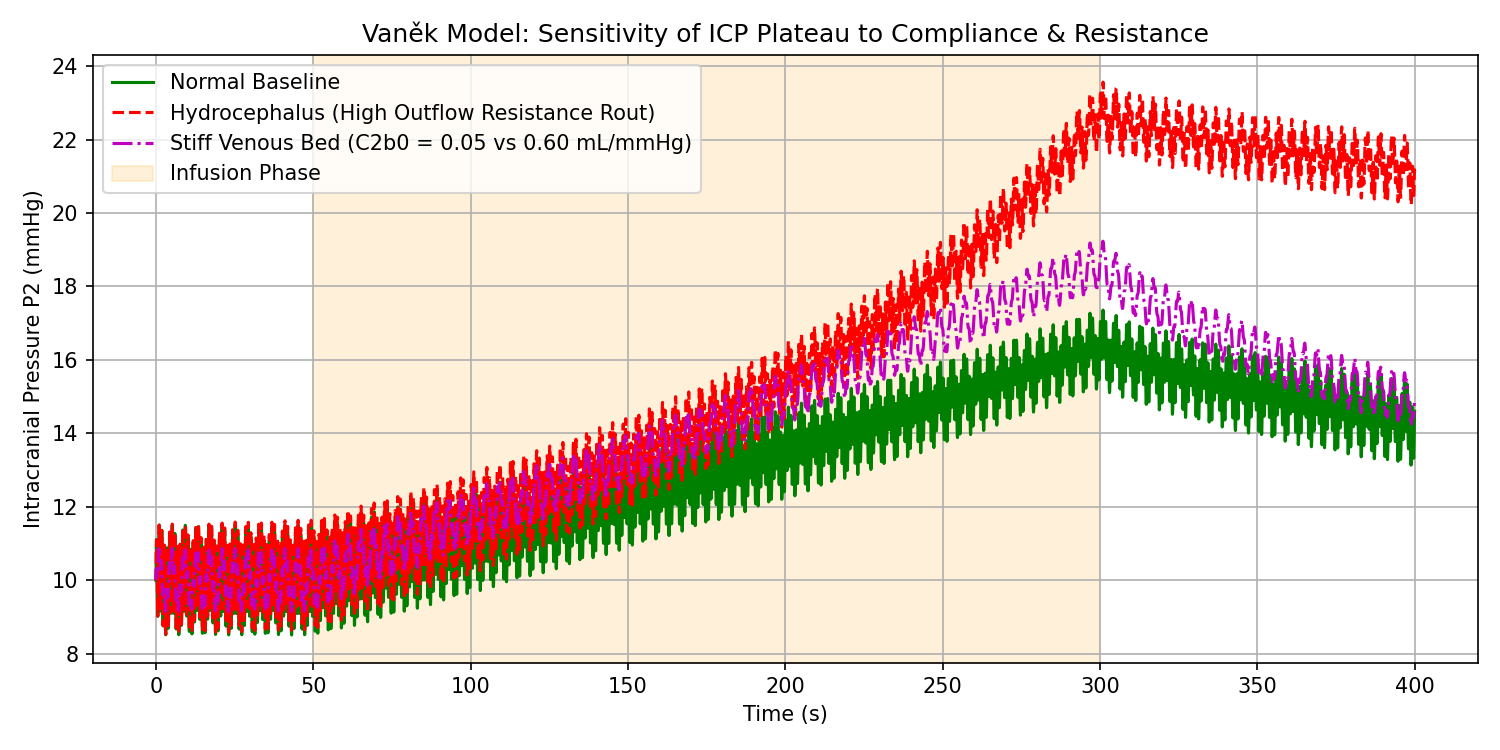 Vaněk Model: Sensitivity of ICP Plateau to Compliance & Resistance
Normal Baseline
Hydrocephalus (High Outflow Resistance Rout)
Stiff Venous Bed (C2b0 = 0.05 vs 0.60 mL/mmHg)
Infusion Phase
Intracranial Pressure P2 (mmHg)
24
22
20
18
16
14
12
10
8
0
50
100
150
200
250
300
350
400
Time (s)